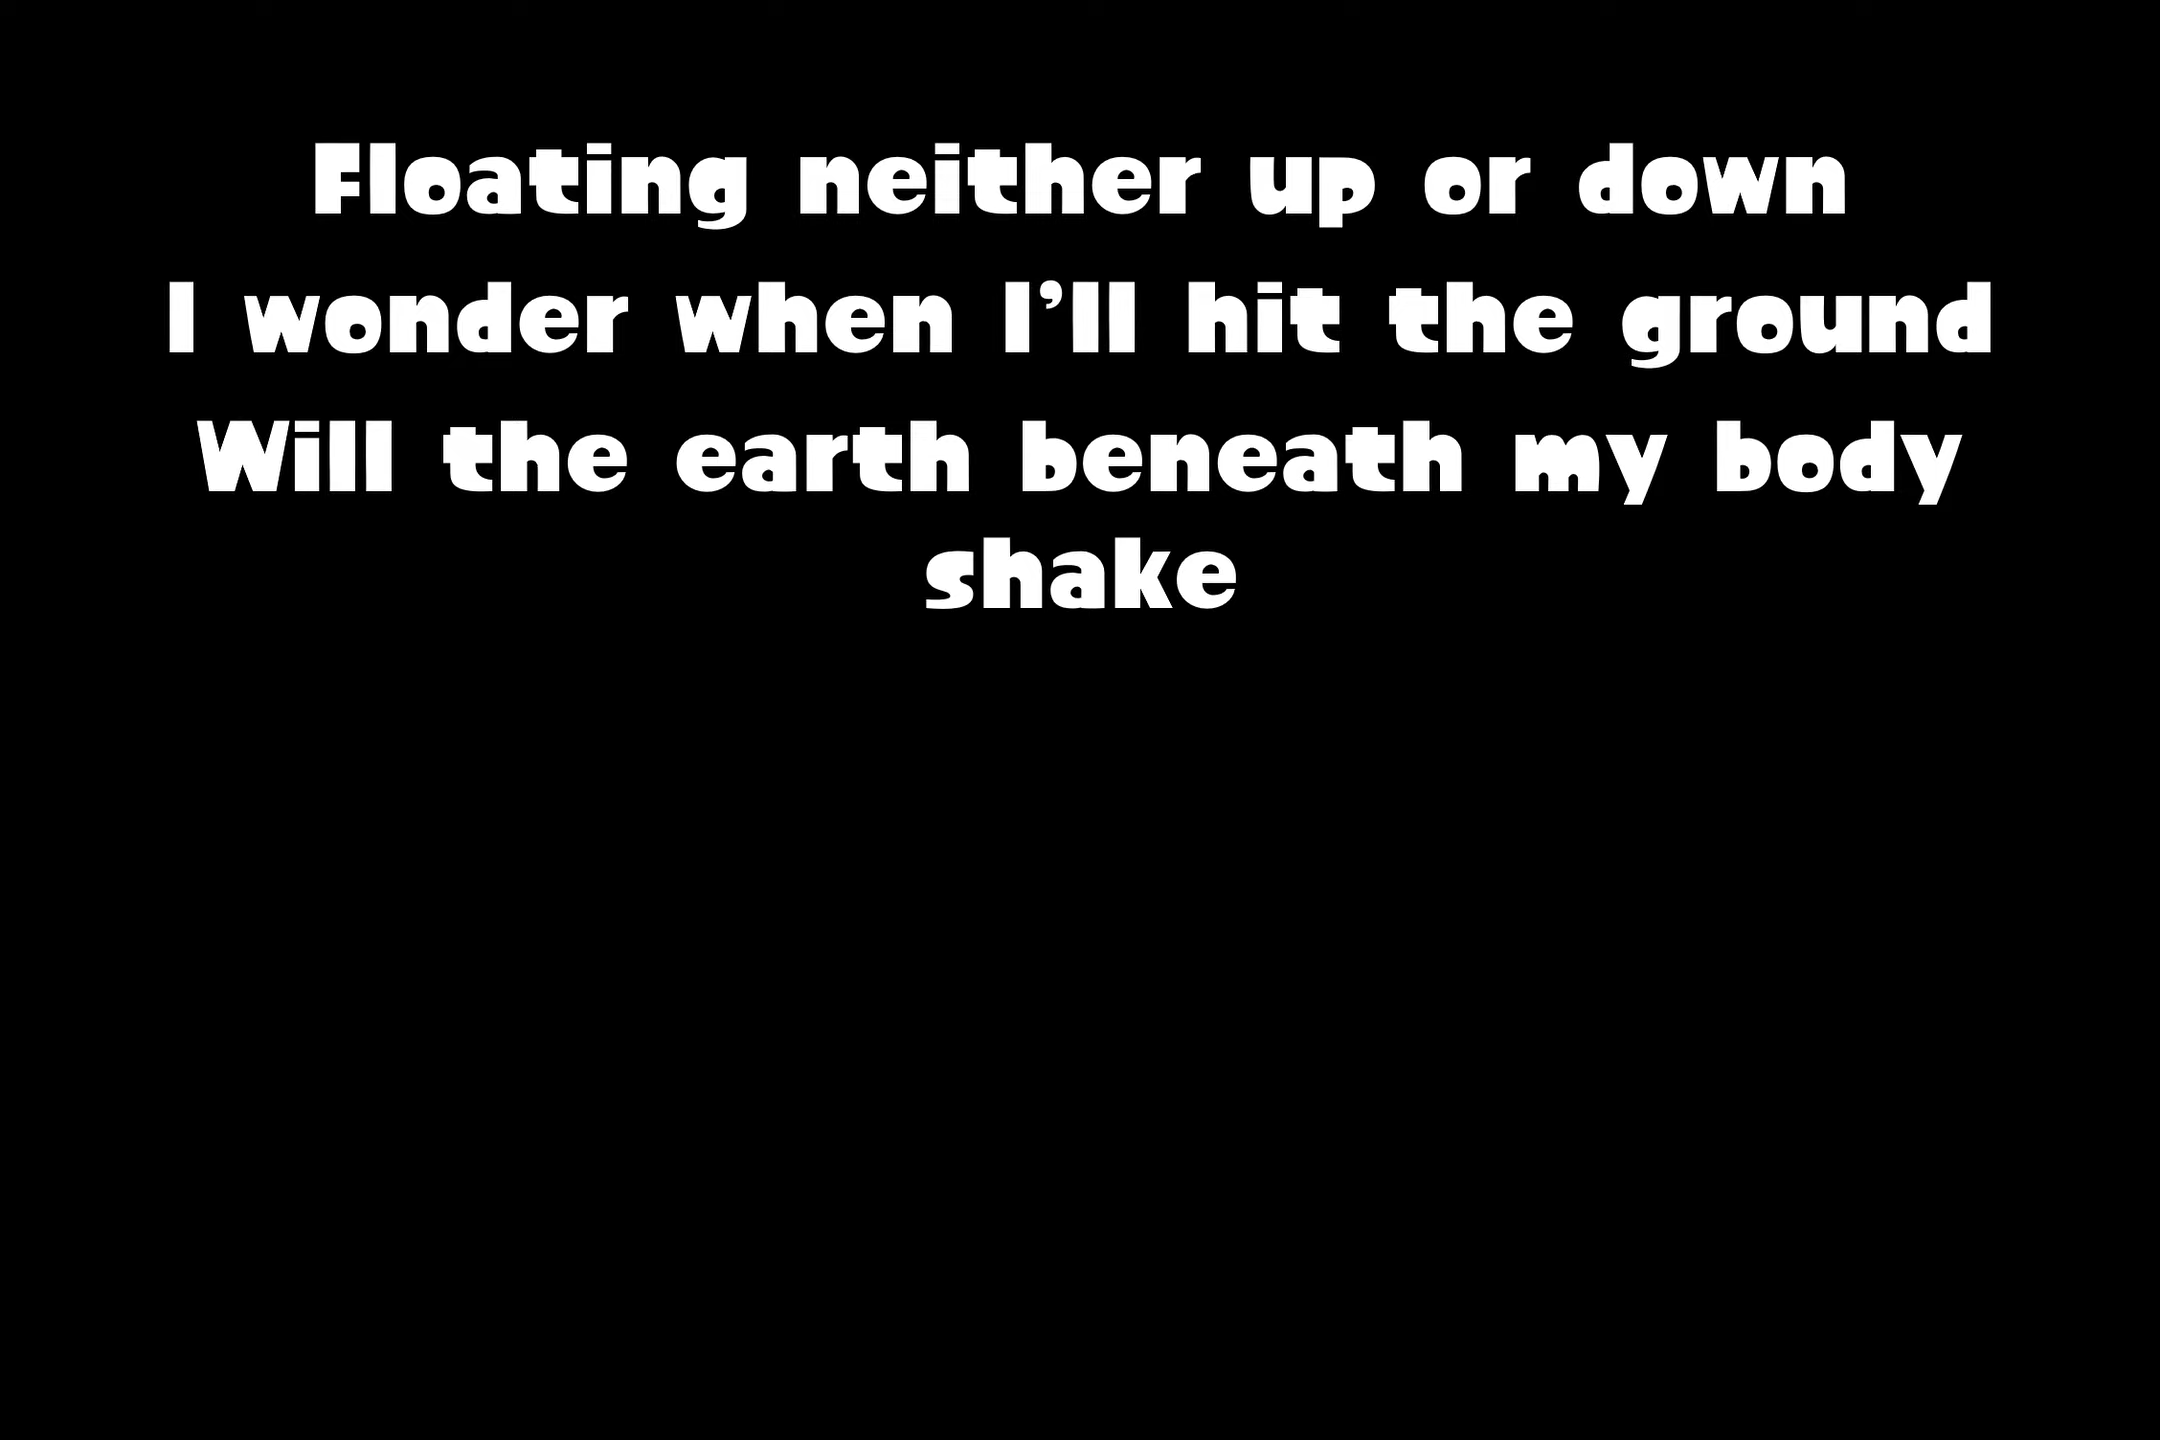 Floating neither up or down
I wonder when I’ll hit the ground
Will the earth beneath my body
shake